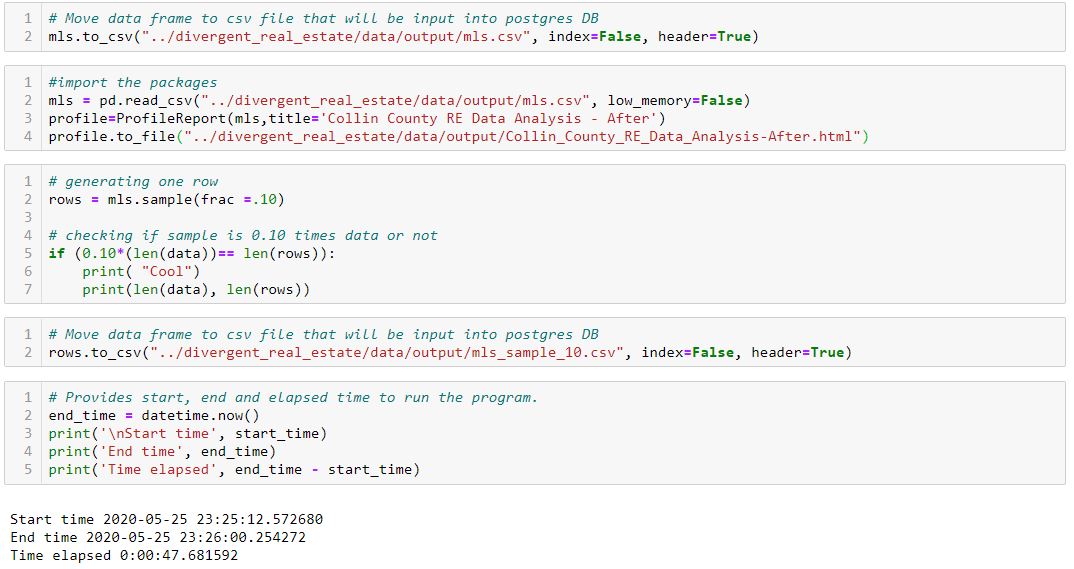 1 # Move data frame to csv file that will be input into postgres DB
2 mls.to_csv("../divergent_real_estate/data/output/mls.csv", index=False, header=True)
1 #import the packages
2 mls = pd.read_csv("../divergent_real_estate/data/output/mls.csv", low_memory=False)
3 profile=ProfileReport(mls,title='Collin County RE Data Analysis - After')
4 profile.to_file("../divergent_real_estate/data/output/Collin_County_RE_Data_Analysis-After.html")
1 # generating one row
2 rows = mls.sample(frac =.10)
3
4 # checking if sample is 0.10 times data or not
5 if (0.10*(len(data))== len(rows)):
6     print( "Cool")
7     print(len(data), len(rows))
1 # Move data frame to csv file that will be input into postgres DB
2 rows.to_csv("../divergent_real_estate/data/output/mls_sample_10.csv", index=False, header=True)
1 # Provides start, end and elapsed time to run the program.
2 end_time = datetime.now()
3 print('\nStart time', start_time)
4 print('End time', end_time)
5 print('Time elapsed', end_time - start_time)
Start time 2020-05-25 23:25:12.572680
End time 2020-05-25 23:26:00.254272
Time elapsed 0:00:47.681592